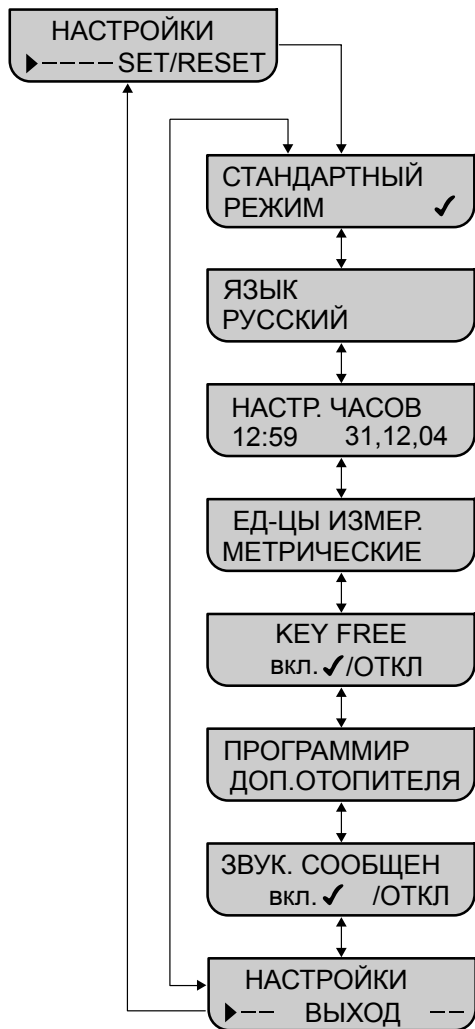 НАСТРОЙКИ
▶---- SET/RESET
СТАНДАРТНЫЙ
РЕЖИМ ✓
ЯЗЫК
РУССКИЙ
НАСТР. ЧАСОВ
12:59 31,12,04
ЕД-ЦЫ ИЗМЕР.
МЕТРИЧЕСКИЕ
KEY FREE
вкл. ✓/ОТКЛ
ПРОГРАММИР
ДОП.ОТОПИТЕЛЯ
ЗВУК. СООБЩЕН
вкл. ✓ /ОТКЛ
НАСТРОЙКИ
▶-- ВЫХОД --